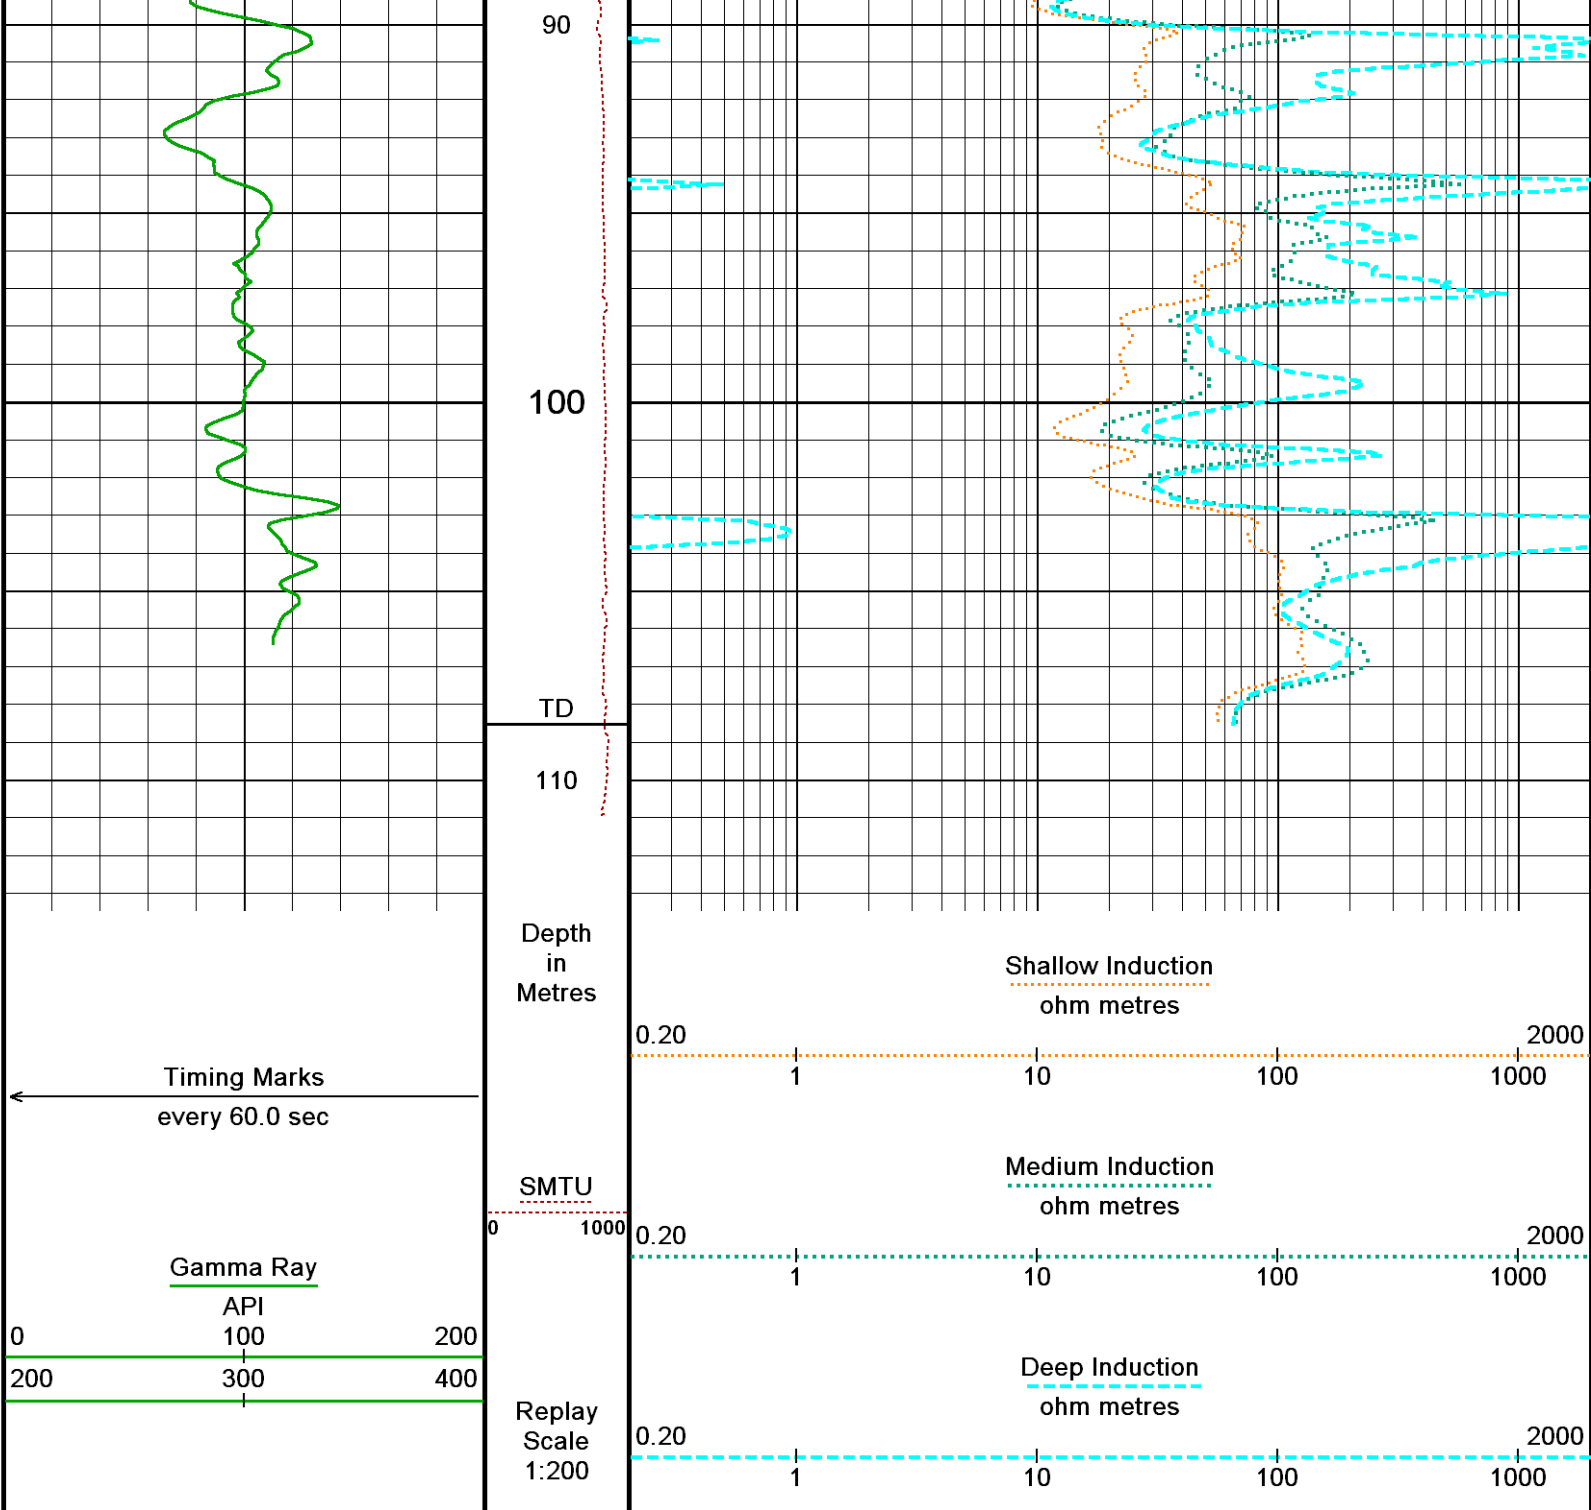 90
100
TD
110
Depth
in
Metres
Timing Marks
every 60.0 sec
SMTU
0 1000
Gamma Ray
API
0 100 200
200 300 400
Replay
Scale
1:200
Shallow Induction
ohm metres
0.20 2000
1 10 100 1000
Medium Induction
ohm metres
0.20 2000
1 10 100 1000
Deep Induction
ohm metres
0.20 2000
1 10 100 1000